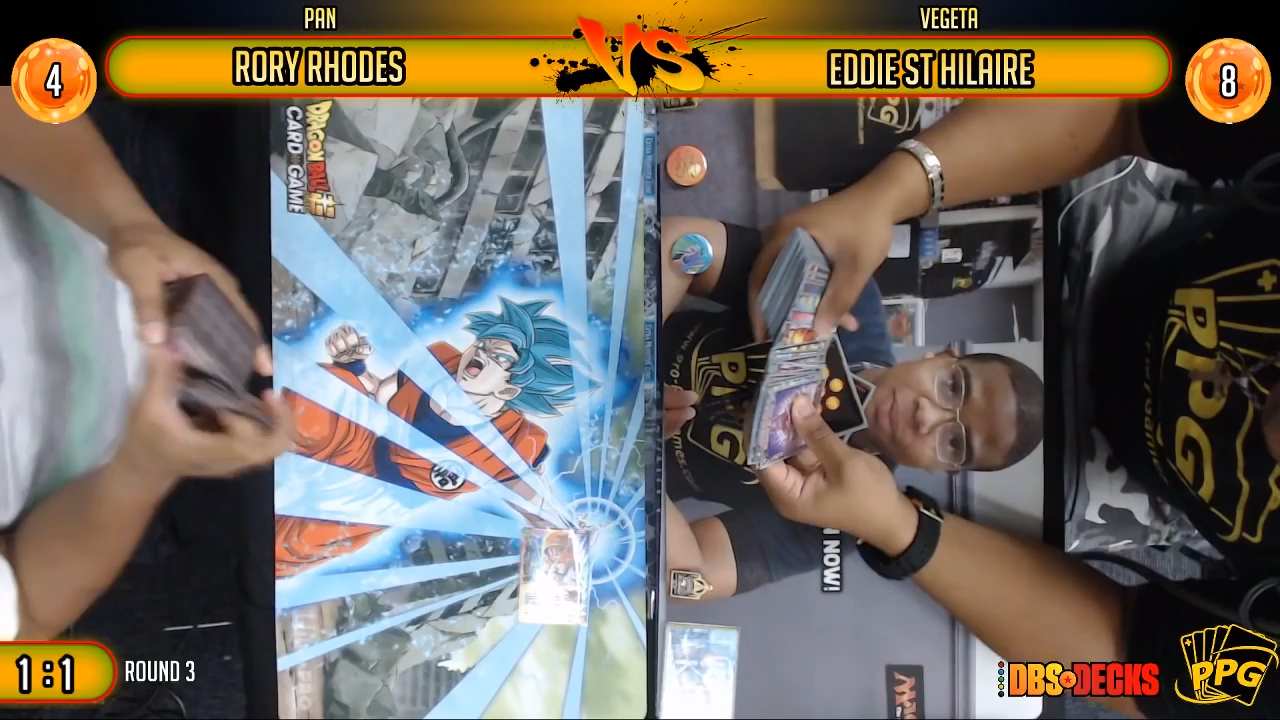 PAN
VEGETA
4
RORY RHODES
VS
EDDIE ST HILAIRE
8
DRAGON BALL
CARD GAME
PPG
PPG
NOW!
1:1
ROUND 3
DBS DECKS
PPG